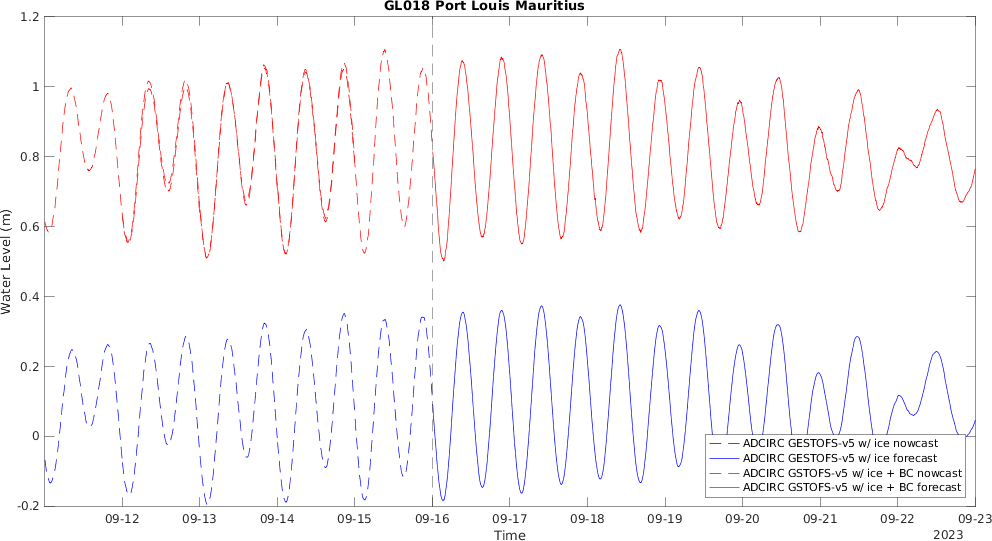 GL018 Port Louis Mauritius
1.2
1
0.8
0.6
0.4
0.2
0
-0.2
Water Level (m)
09-12 09-13 09-14 09-15 09-16 09-17 09-18 09-19 09-20 09-21 09-22 09-23
Time
2023
ADCIRC GESTOFS-v5 w/ ice nowcast
ADCIRC GESTOFS-v5 w/ ice forecast
ADCIRC GSTOFS-v5 w/ ice + BC nowcast
ADCIRC GSTOFS-v5 w/ ice + BC forecast